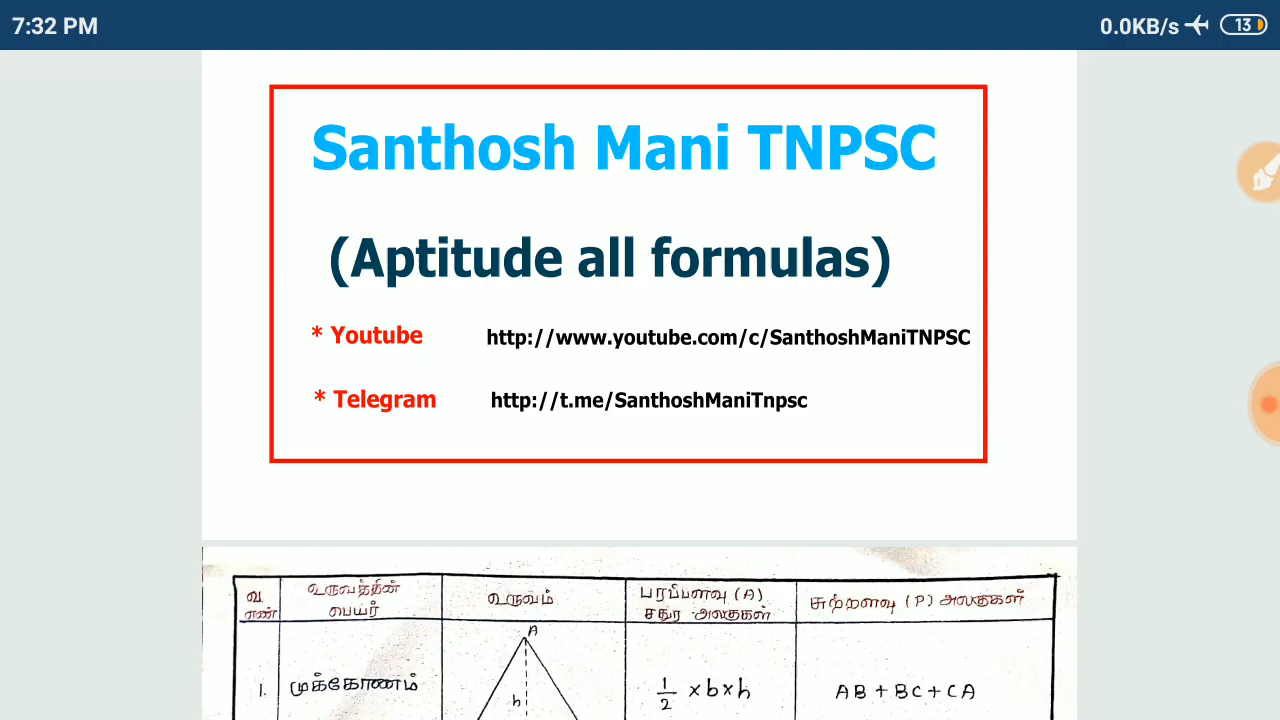 7:32 PM 0.0KB/s 13
Santhosh Mani TNPSC
(Aptitude all formulas)
* Youtube http://www.youtube.com/c/SanthoshManiTNPSC
* Telegram http://t.me/SanthoshManiTnpsc
வ. எண் உருவத்தின் பெயர் உருவம் பரப்பளவு (A) சதுர அலகுகள் சுற்றளவு (P) அலகுகள்
A
1. முக்கோணம் h 1/2 x b x h AB + BC + CA